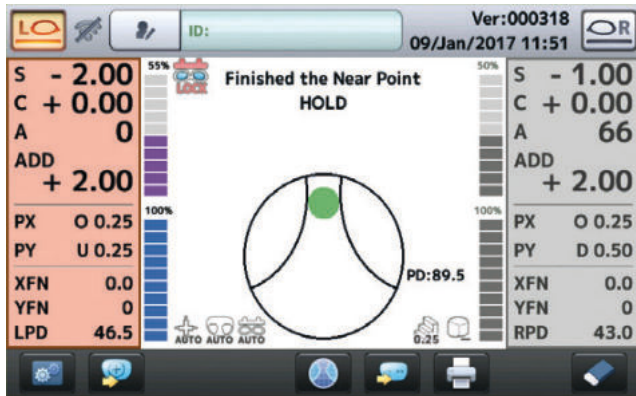 L
ID:
Ver:000318
09/Jan/2017 11:51
R
S - 2.00
C + 0.00
A 0
ADD
+ 2.00
PX O 0.25
PY U 0.25
XFN 0.0
YFN 0
LPD 46.5
55%
100%
LOCK
Finished the Near Point
HOLD
PD:89.5
AUTO AUTO AUTO
0.25
50%
100%
S - 1.00
C + 0.00
A 66
ADD
+ 2.00
PX O 0.25
PY D 0.50
XFN 0.0
YFN 0
RPD 43.0